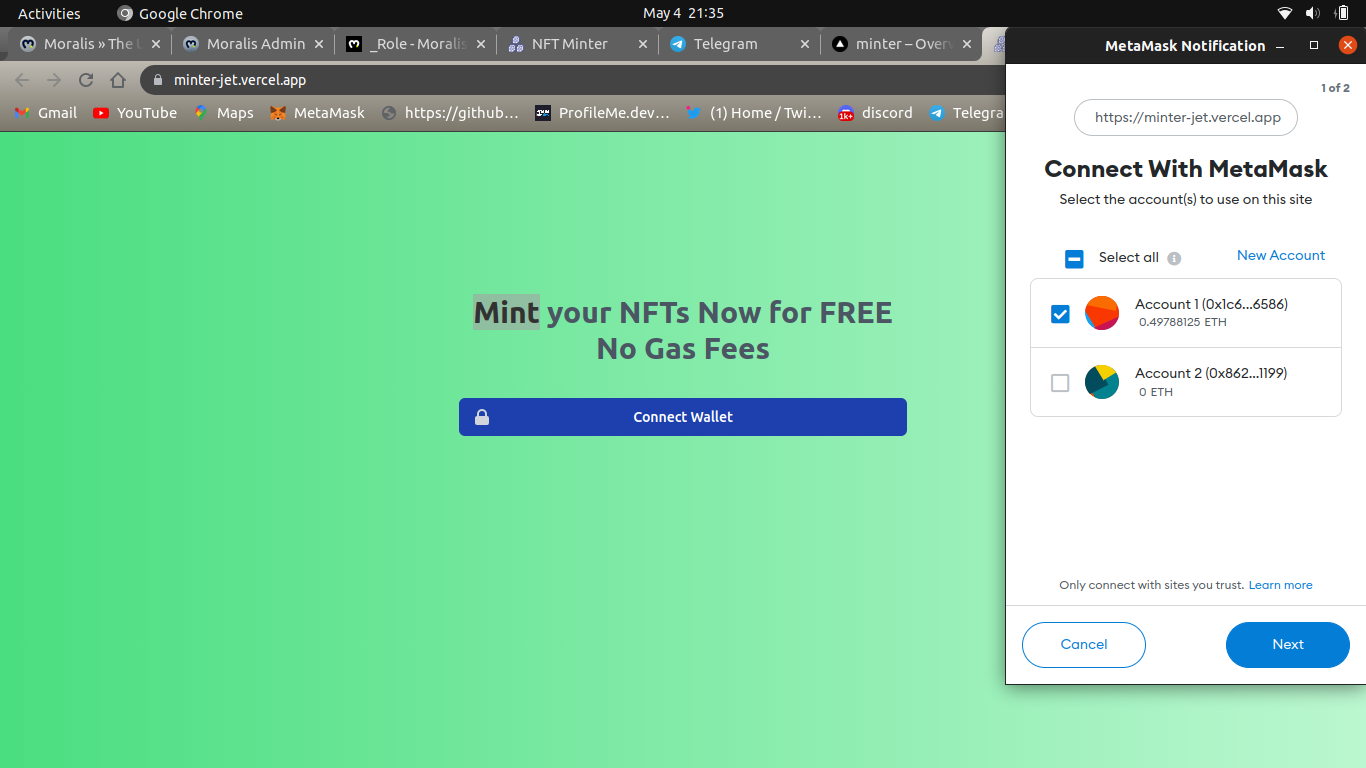 Activities
Google Chrome
May 4 21:35
Moralis » The
Moralis Admin
_Role - Moralis
NFT Minter
Telegram
minter – Over
minter-jet.vercel.app
Gmail
YouTube
Maps
MetaMask
https://github...
ProfileMe.dev...
(1) Home / Twi...
1k+
discord
Telegra
Mint your NFTs Now for FREE
No Gas Fees
Connect Wallet
MetaMask Notification
1 of 2
https://minter-jet.vercel.app
Connect With MetaMask
Select the account(s) to use on this site
Select all
New Account
Account 1 (0x1c6...6586)
0.49788125 ETH
Account 2 (0x862...1199)
0 ETH
Only connect with sites you trust. Learn more
Cancel
Next